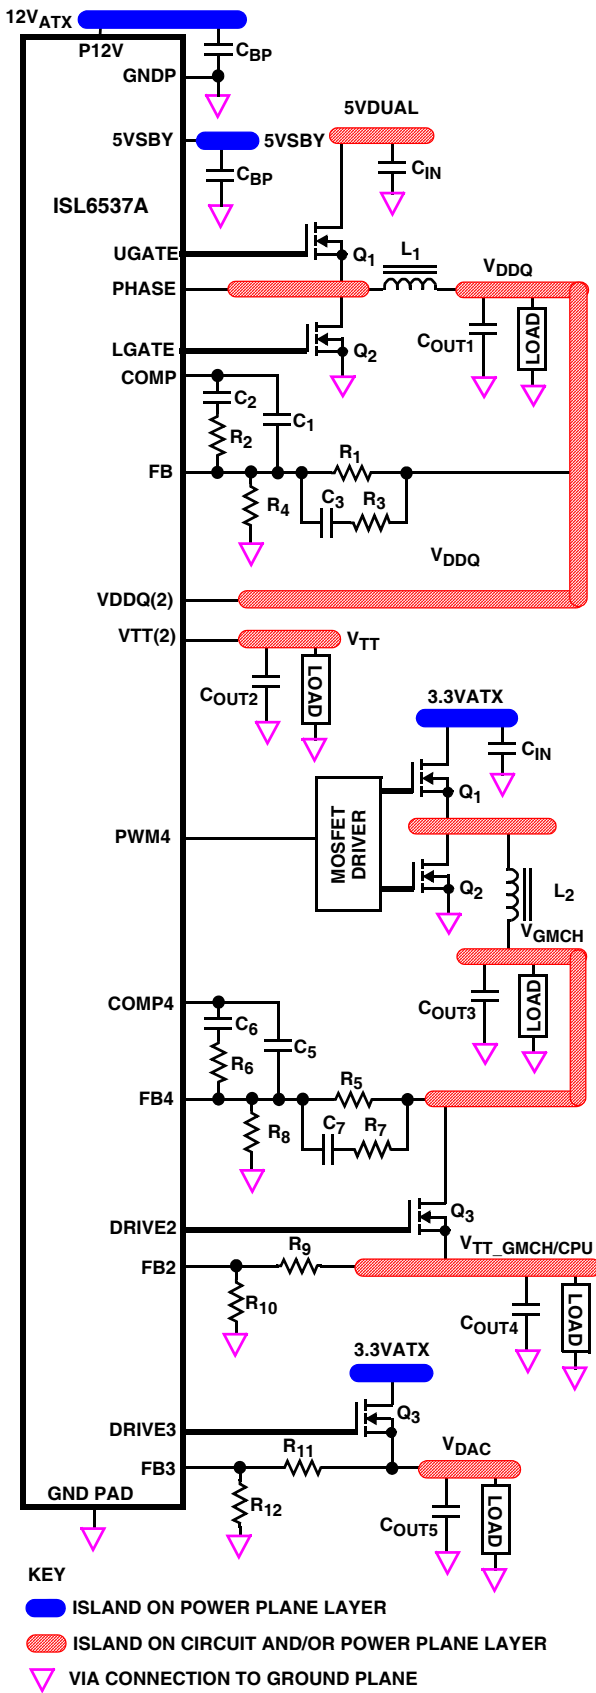 12VATX
P12V
CBP
GNDP
5VDUAL
5VSBY
5VSBY
CIN
CBP
ISL6537A
UGATE
Q1
L1
VDDQ
PHASE
LGATE
Q2
COUT1
LOAD
COMP
C2
C1
R2
R1
FB
C3
R3
R4
VDDQ
VDDQ(2)
VTT(2)
VTT
COUT2
LOAD
3.3VATX
CIN
Q1
PWM4
MOSFET
DRIVER
Q2
L2
VGMCH
COMP4
COUT3
LOAD
C6
C5
R6
R5
FB4
C7
R7
R8
Q3
DRIVE2
R9
VTT_GMCH/CPU
FB2
R10
COUT4
LOAD
3.3VATX
Q3
DRIVE3
R11
VDAC
FB3
GND PAD
R12
COUT5
LOAD
KEY
ISLAND ON POWER PLANE LAYER
ISLAND ON CIRCUIT AND/OR POWER PLANE LAYER
VIA CONNECTION TO GROUND PLANE